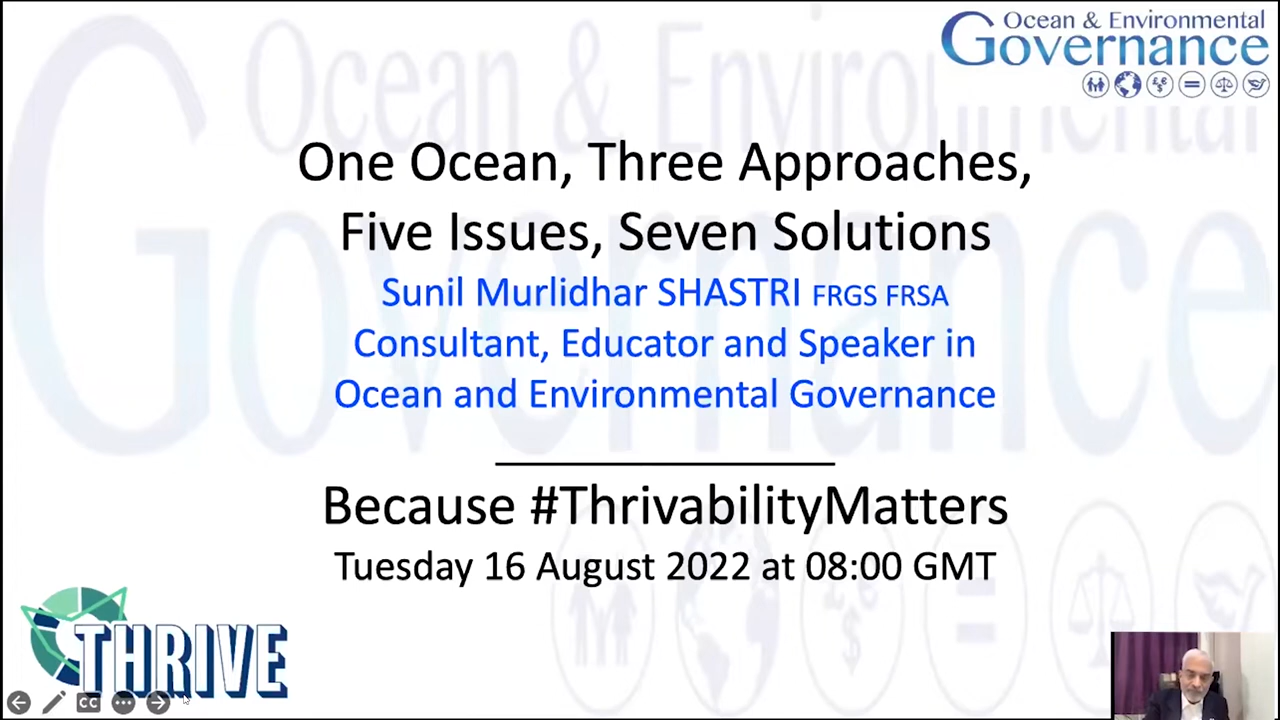 Ocean & Environmental
Governance
One Ocean, Three Approaches,
Five Issues, Seven Solutions
Sunil Murlidhar SHASTRI FRGS FRSA
Consultant, Educator and Speaker in
Ocean and Environmental Governance
Because #ThrivabilityMatters
Tuesday 16 August 2022 at 08:00 GMT
THRIVE
CC